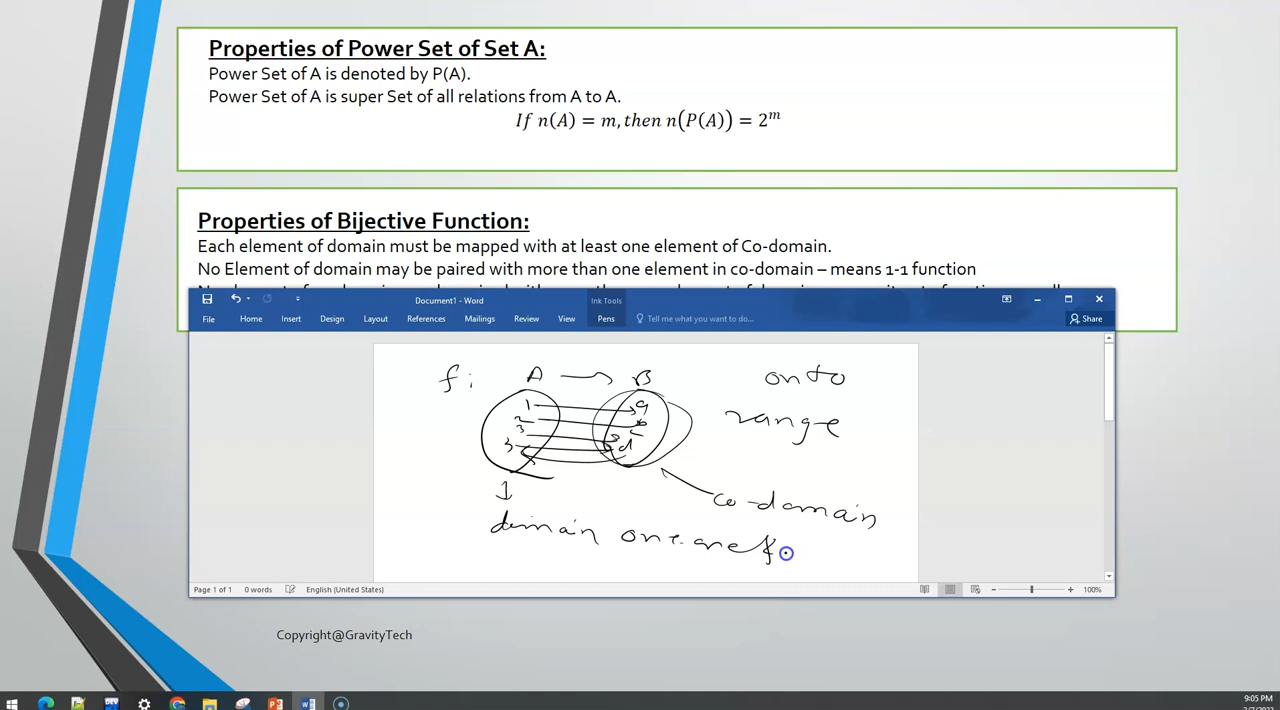 Properties of Power Set of Set A:
Power Set of A is denoted by P(A).
Power Set of A is super Set of all relations from A to A.
If n(A) = m, then n(P(A)) = 2^m
Properties of Bijective Function:
Each element of domain must be mapped with at least one element of Co-domain.
No Element of domain may be paired with more than one element in co-domain – means 1-1 function
Document1 - Word
Ink Tools
File Home Insert Design Layout References Mailings Review View Pens Tell me what you want to do... Share
f : A B onto
1 a
2 b range
3 c
3 d
5
co-domain
domain one-one f
Page 1 of 1 0 words English (United States) 100%
Copyright@GravityTech
9:05 PM